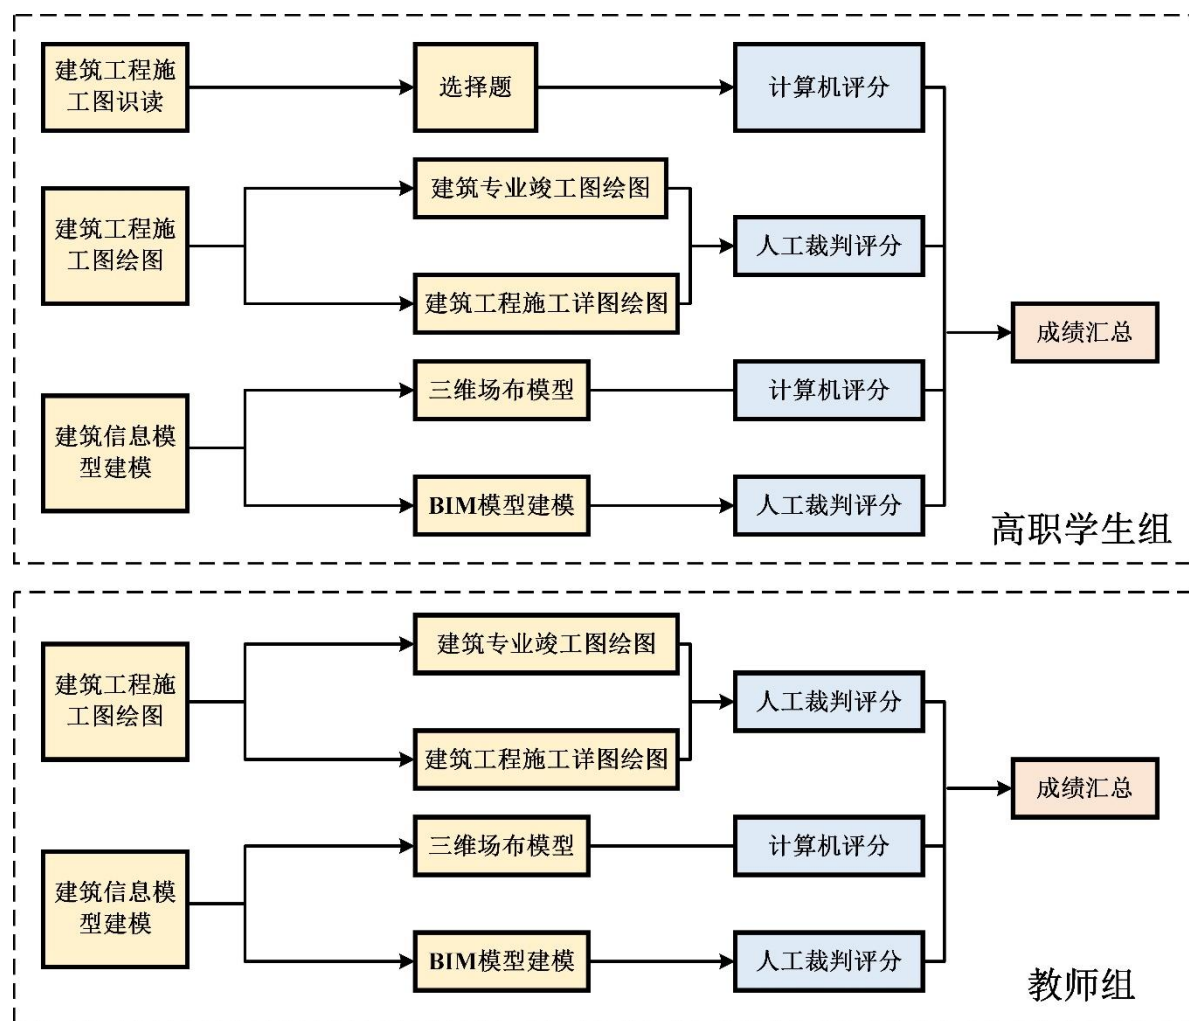 建筑工程施
工图识读
选择题
计算机评分
建筑工程施
工图绘图
建筑专业竣工图绘图
建筑工程施工详图绘图
人工裁判评分
建筑信息模
型建模
三维场布模型
计算机评分
BIM模型建模
人工裁判评分
成绩汇总
高职学生组
建筑工程施
工图绘图
建筑专业竣工图绘图
建筑工程施工详图绘图
人工裁判评分
建筑信息模
型建模
三维场布模型
计算机评分
BIM模型建模
人工裁判评分
成绩汇总
教师组